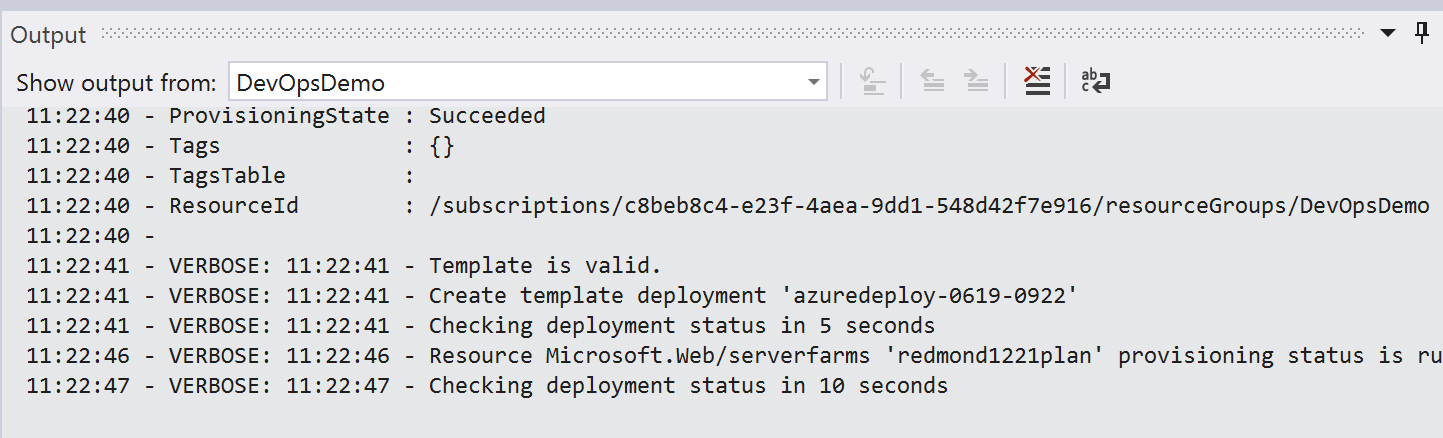 Output
Show output from: DevOpsDemo
11:22:40 - ProvisioningState : Succeeded
11:22:40 - Tags              : {}
11:22:40 - TagsTable         :
11:22:40 - ResourceId        : /subscriptions/c8beb8c4-e23f-4aea-9dd1-548d42f7e916/resourceGroups/DevOpsDemo
11:22:40 -
11:22:41 - VERBOSE: 11:22:41 - Template is valid.
11:22:41 - VERBOSE: 11:22:41 - Create template deployment 'azuredeploy-0619-0922'
11:22:41 - VERBOSE: 11:22:41 - Checking deployment status in 5 seconds
11:22:46 - VERBOSE: 11:22:46 - Resource Microsoft.Web/serverfarms 'redmond1221plan' provisioning status is ru
11:22:47 - VERBOSE: 11:22:47 - Checking deployment status in 10 seconds